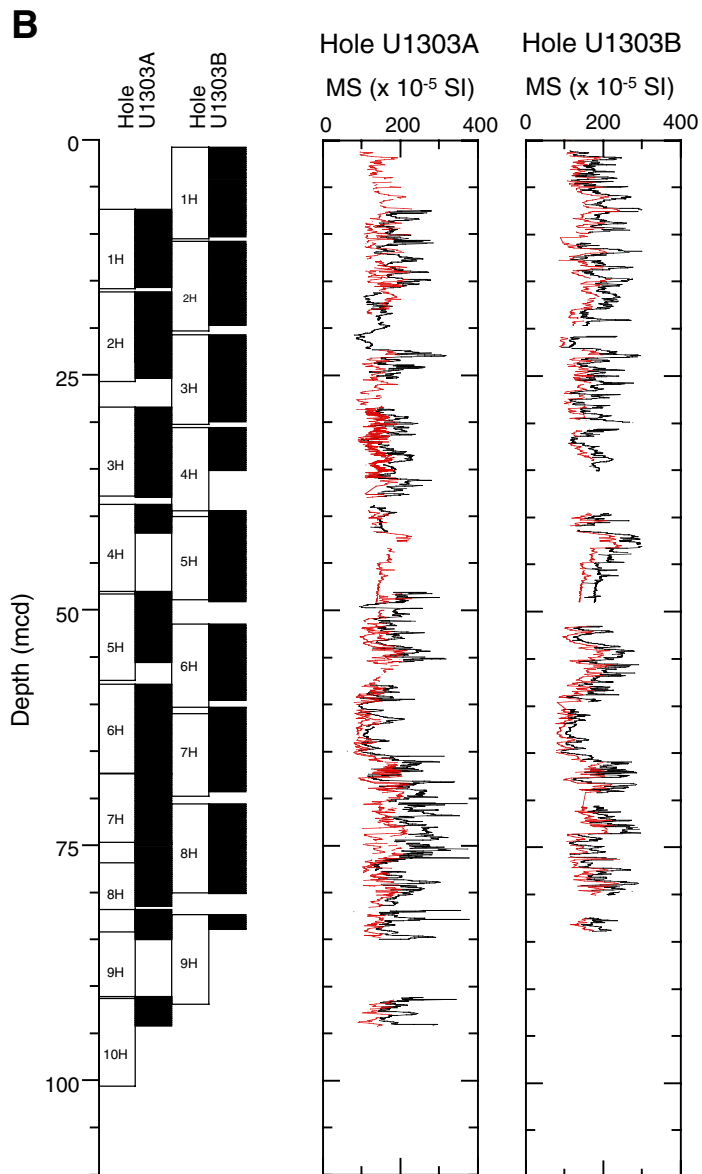 B
Hole U1303A
Hole U1303B
Hole U1303A
Hole U1303B
MS (x 10-5 SI)
MS (x 10-5 SI)
0
200
400
0
200
400
Depth (mcd)
0
25
50
75
100
1H
2H
3H
4H
5H
6H
7H
8H
9H
10H
1H
2H
3H
4H
5H
6H
7H
8H
9H